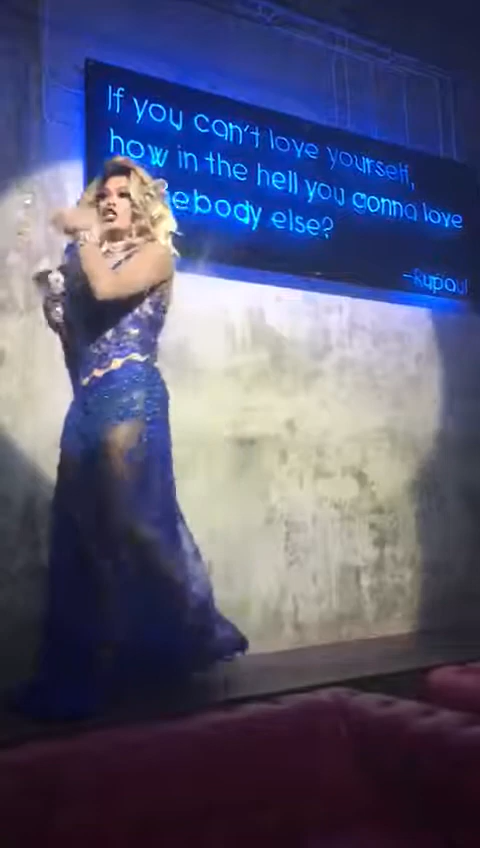 If you can't love yourself,
how in the hell you gonna love
ebody else?
–Rupaul